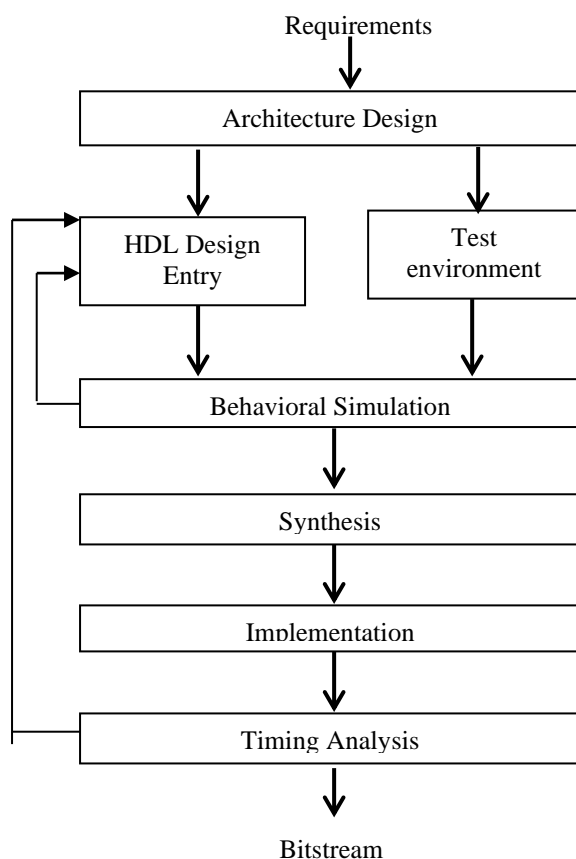 Requirements
Architecture Design
HDL Design
Entry
Test
environment
Behavioral Simulation
Synthesis
Implementation
Timing Analysis
Bitstream